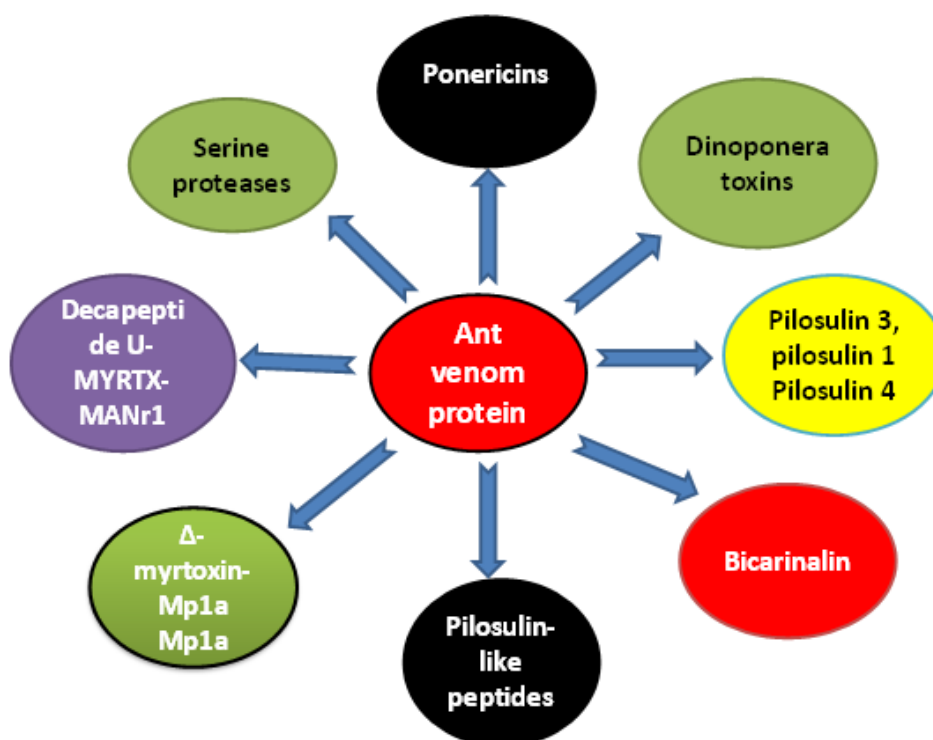 Ponericins
Serine
proteases
Dinoponera
toxins
Decapepti
de U-
MYRTX-
MANr1
Ant
venom
protein
Pilosulin 3,
pilosulin 1
Pilosulin 4
Δ-
myrtoxin-
Mp1a
Mp1a
Bicarinalin
Pilosulin-
like
peptides